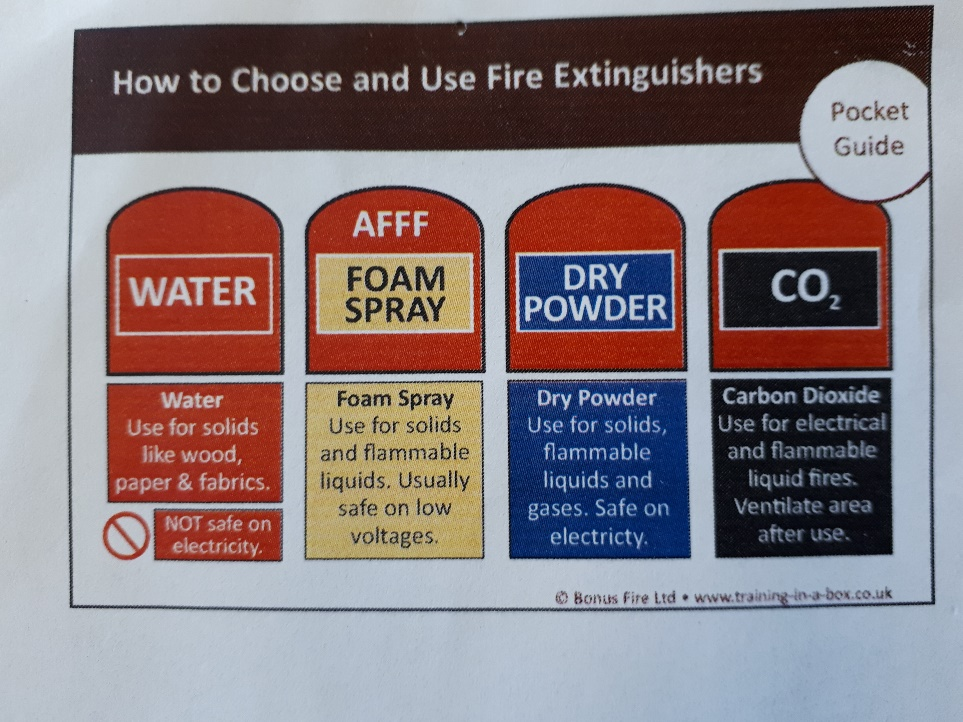 How to Choose and Use Fire Extinguishers
Pocket
Guide
WATER
AFFF
FOAM
SPRAY
DRY
POWDER
CO₂
Water
Use for solids
like wood,
paper & fabrics.
NOT safe on
electricity.
Foam Spray
Use for solids
and flammable
liquids. Usually
safe on low
voltages.
Dry Powder
Use for solids,
flammable
liquids and
gases. Safe on
electricty.
Carbon Dioxide
Use for electrical
and flammable
liquid fires.
Ventilate area
after use.
© Bonus Fire Ltd • www.training-in-a-box.co.uk